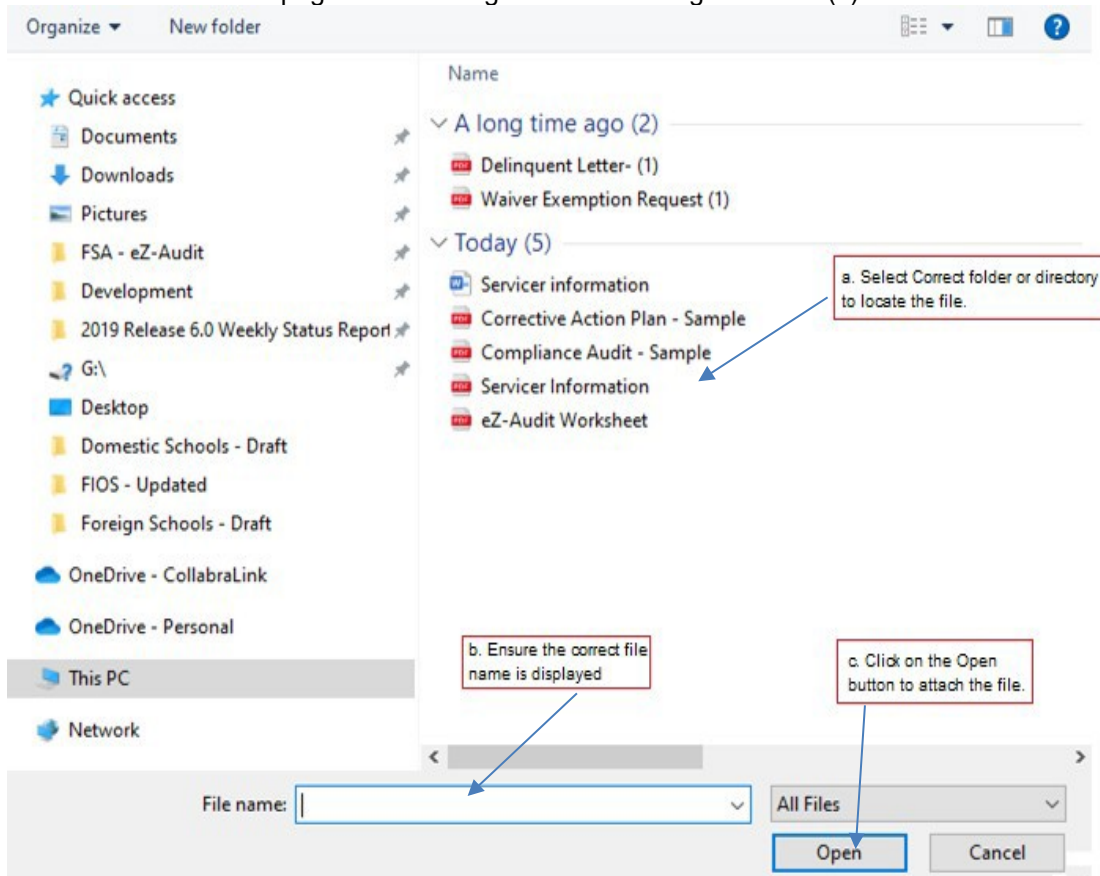 Organize New folder
Quick access
Documents
Downloads
Pictures
FSA - eZ-Audit
Development
2019 Release 6.0 Weekly Status Report
G:\
Desktop
Domestic Schools - Draft
FIOS - Updated
Foreign Schools - Draft
OneDrive - CollabraLink
OneDrive - Personal
This PC
Network
Name
A long time ago (2)
Delinquent Letter- (1)
Waiver Exemption Request (1)
Today (5)
Servicer information
Corrective Action Plan - Sample
Compliance Audit - Sample
Servicer Information
eZ-Audit Worksheet
a. Select Correct folder or directory
to locate the file.
b. Ensure the correct file
name is displayed
c. Click on the Open
button to attach the file.
File name: All Files
Open Cancel